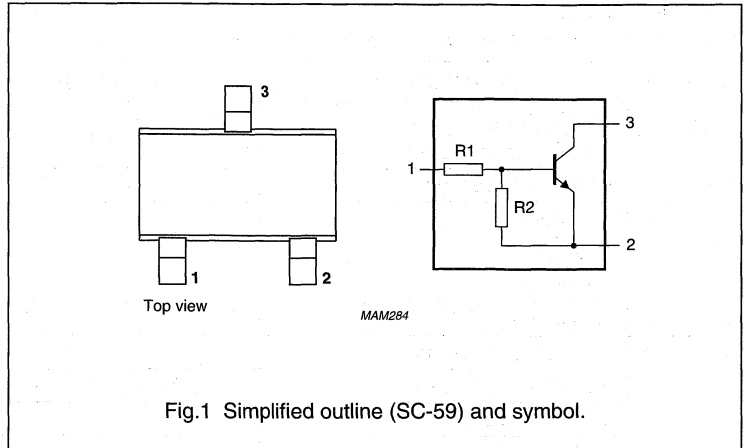 3
1
2
Top view
R1
R2
1
3
2
MAM284
Fig.1 Simplified outline (SC-59) and symbol.